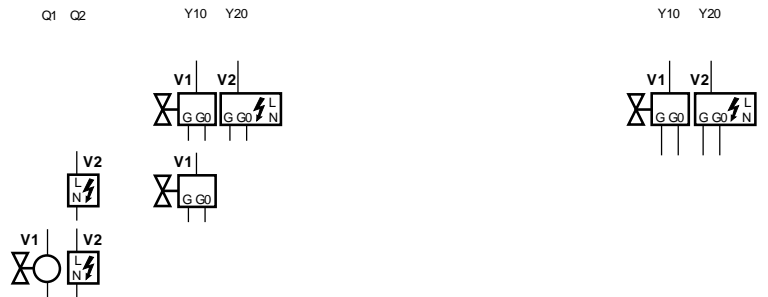 Q1 Q2 Y10 Y20 Y10 Y20
V1 V2 V1 V2
L L
G G0 G G0 N G G0 G G0 N
V2 V1
L
N G G0
V1 V2
L
N